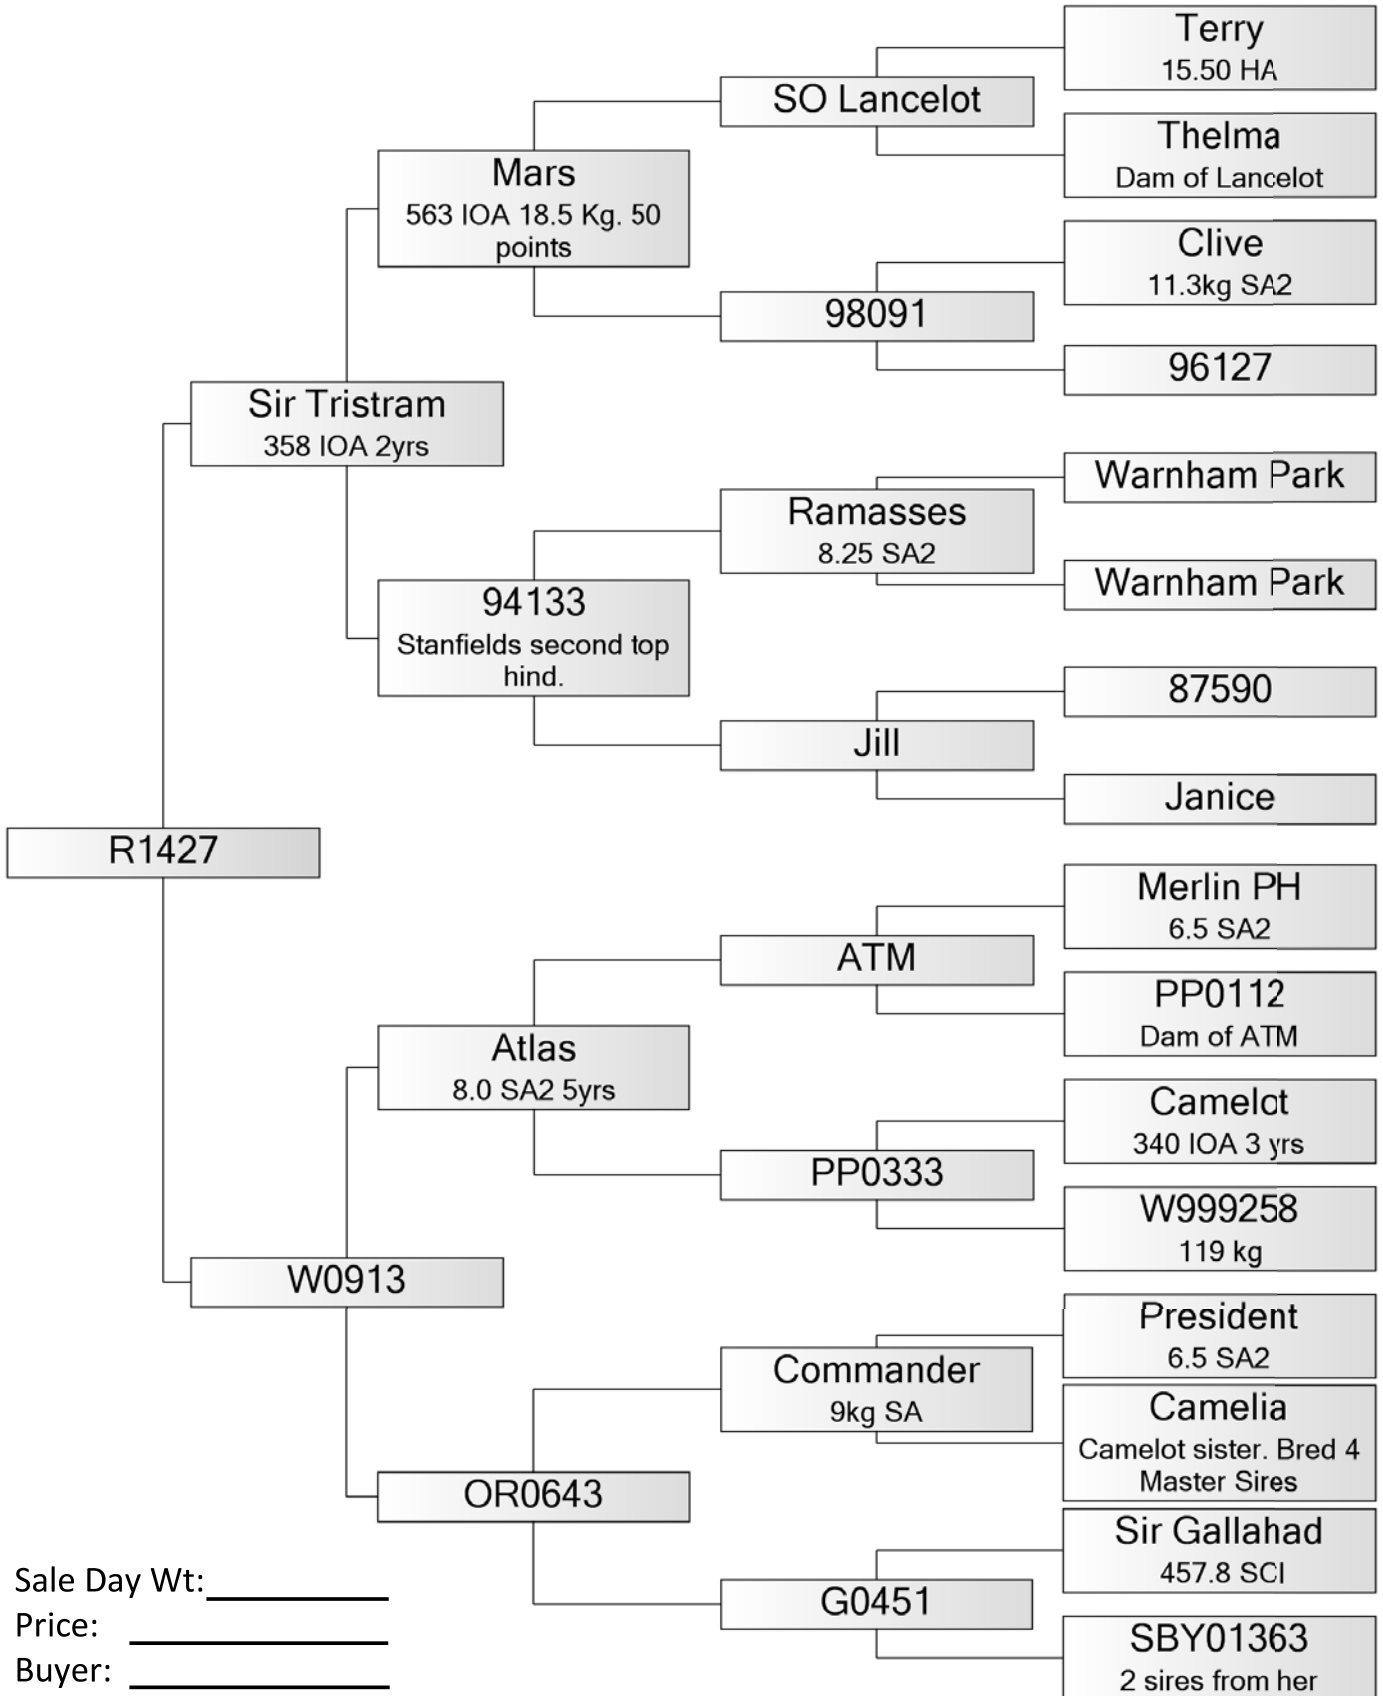 Terry
15.50 HA
SO Lancelot
Thelma
Dam of Lancelot
Mars
563 IOA 18.5 Kg. 50
points
Clive
11.3kg SA2
98091
96127
Sir Tristram
358 IOA 2yrs
Warnham Park
Ramasses
8.25 SA2
Warnham Park
94133
Stanfields second top
hind.
87590
Jill
Janice
R1427
Merlin PH
6.5 SA2
ATM
PP0112
Dam of ATM
Atlas
8.0 SA2 5yrs
Camelot
340 IOA 3 yrs
PP0333
W999258
119 kg
W0913
President
6.5 SA2
Commander
9kg SA
Camelia
Camelot sister. Bred 4
Master Sires
OR0643
Sir Gallahad
457.8 SCI
G0451
SBY01363
2 sires from her
Sale Day Wt:
Price:
Buyer: